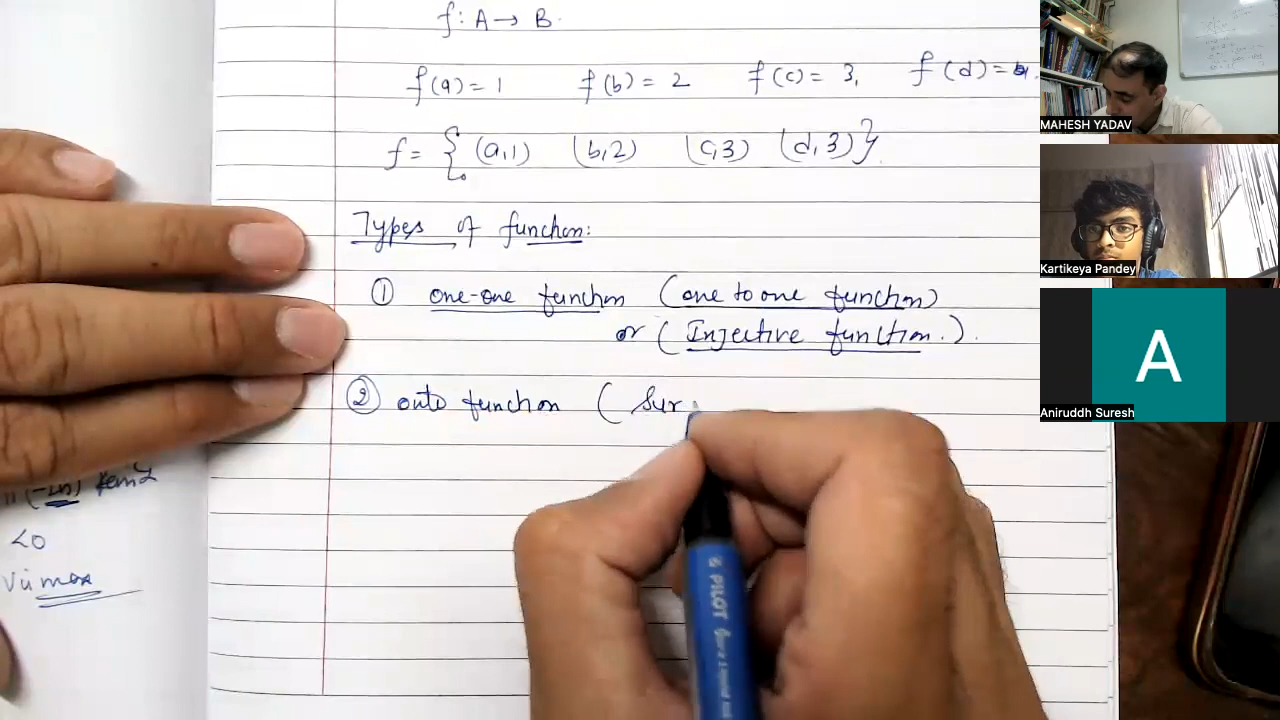 f: A → B.
f(a) = 1 f(b) = 2 f(c) = 3, f(d) =
f = { (a,1) (b,2) (c,3) (d,3) }
Types of function:
① one-one function (one to one function)
or (Injective function.).
② onto function ( Sur
<0
PILOT
MAHESH YADAV
Kartikeya Pandey
A
Aniruddh Suresh